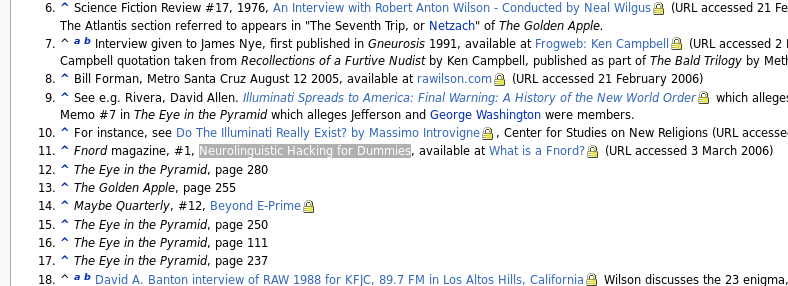 6. ^ Science Fiction Review #17, 1976, An Interview with Robert Anton Wilson - Conducted by Neal Wilgus (URL accessed 21 Fe
The Atlantis section referred to appears in "The Seventh Trip, or Netzach" of The Golden Apple.
7. ^ a b Interview given to James Nye, first published in Gneurosis 1991, available at Frogweb: Ken Campbell (URL accessed 2
Campbell quotation taken from Recollections of a Furtive Nudist by Ken Campbell, published as part of The Bald Trilogy by Meth
8. ^ Bill Forman, Metro Santa Cruz August 12 2005, available at rawilson.com (URL accessed 21 February 2006)
9. ^ See e.g. Rivera, David Allen. Illuminati Spreads to America: Final Warning: A History of the New World Order which alleges
Memo #7 in The Eye in the Pyramid which alleges Jefferson and George Washington were members.
10. ^ For instance, see Do The Illuminati Really Exist? by Massimo Introvigne , Center for Studies on New Religions (URL accesse
11. ^ Fnord magazine, #1, Neurolinguistic Hacking for Dummies, available at What is a Fnord? (URL accessed 3 March 2006)
12. ^ The Eye in the Pyramid, page 280
13. ^ The Golden Apple, page 255
14. ^ Maybe Quarterly, #12, Beyond E-Prime
15. ^ The Eye in the Pyramid, page 250
16. ^ The Eye in the Pyramid, page 111
17. ^ The Eye in the Pyramid, page 237
18. ^ a b David A. Banton interview of RAW 1988 for KFJC, 89.7 FM in Los Altos Hills, California Wilson discusses the 23 enigma,